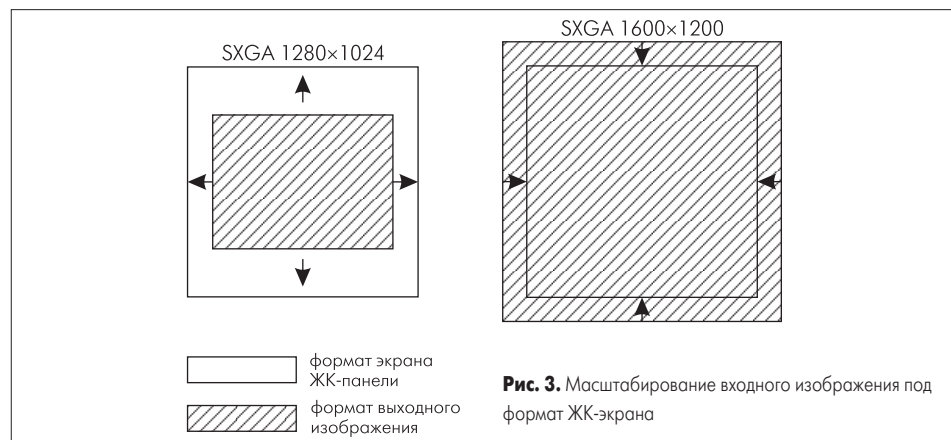 SXGA 1280×1024
SXGA 1600×1200
формат экрана
ЖК-панели
формат выходного
изображения
Рис. 3. Масштабирование входного изображения под
формат ЖК-экрана